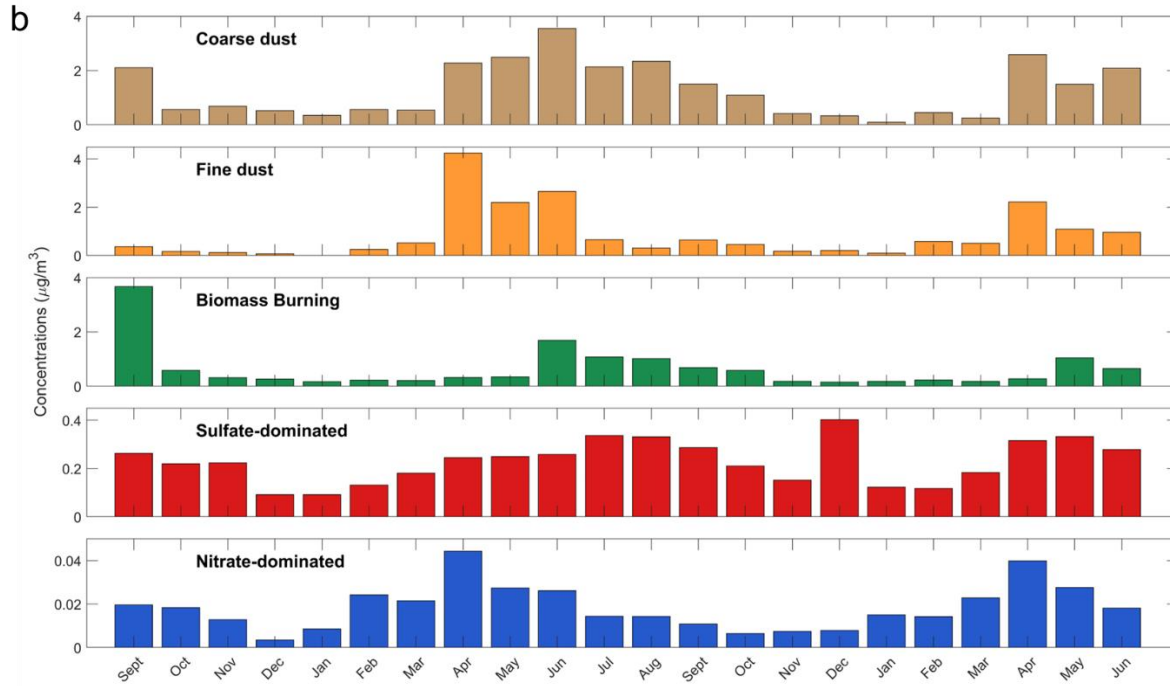 b
Coarse dust
4
2
0
Fine dust
4
2
0
Biomass Burning
4
2
0
Sulfate-dominated
0.4
0.2
0
Nitrate-dominated
0.04
0.02
0
Concentrations (μg/m³)
Sept Oct Nov Dec Jan Feb Mar Apr May Jun Jul Aug Sept Oct Nov Dec Jan Feb Mar Apr May Jun